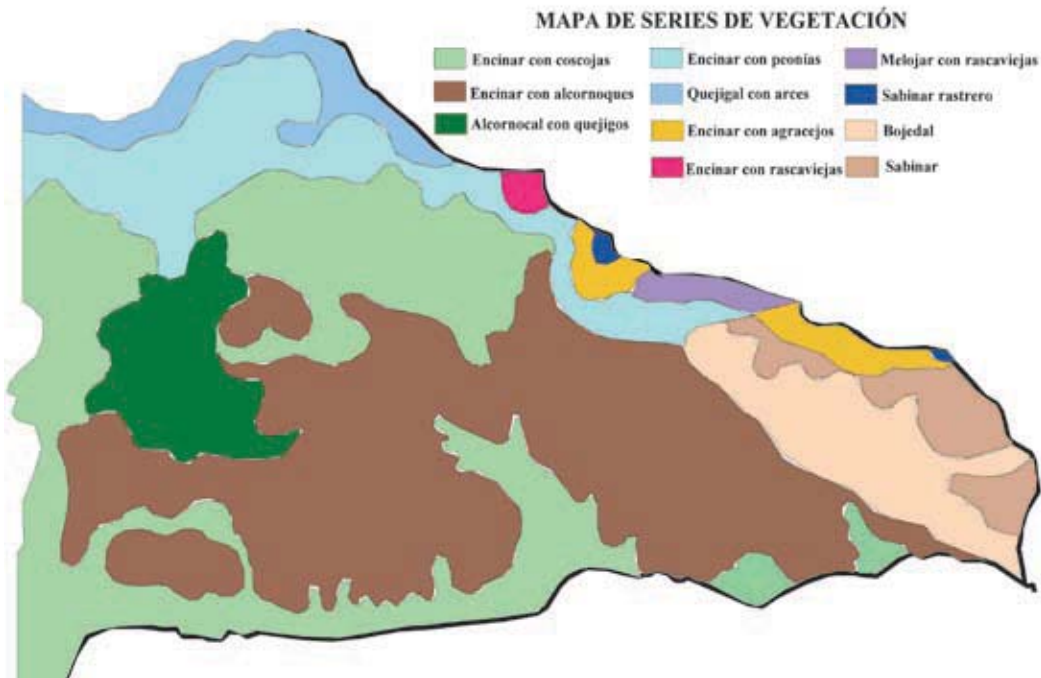 MAPA DE SERIES DE VEGETACIÓN
Encinar con coscojas
Encinar con alcornoques
Alcornocal con quejigos
Encinar con peonías
Quejigal con arces
Encinar con agracejos
Encinar con rascaviejas
Melojar con rascaviejas
Sabinar rastrero
Bojedal
Sabinar